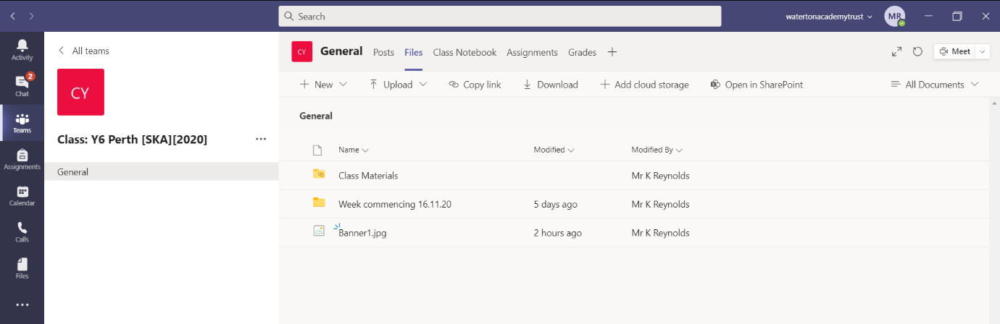 Search
watertonacademytrust
MR
Activity
2
Chat
Teams
Assignments
Calendar
Calls
Files
All teams
CY
Class: Y6 Perth [SKA][2020]
General
CY
General Posts Files Class Notebook Assignments Grades
Meet
New Upload Copy link Download Add cloud storage Open in SharePoint All Documents
General
Name Modified Modified By
Class Materials Mr K Reynolds
Week commencing 16.11.20 5 days ago Mr K Reynolds
Banner1.jpg 2 hours ago Mr K Reynolds